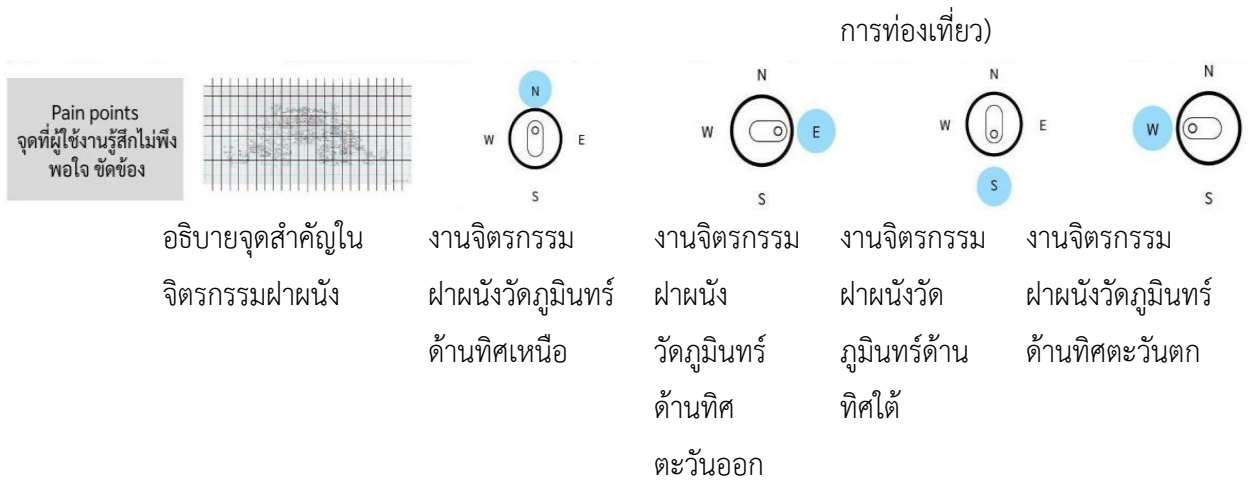 การท่องเที่ยว)
Pain points
จุดที่ผู้ใช้งานรู้สึกไม่พึง
พอใจ ขัดข้อง
N
W
E
S
N
W
E
S
N
W
E
S
N
W
S
อธิบายจุดสำคัญใน
จิตรกรรมฝาผนัง
งานจิตรกรรม
ฝาผนังวัดภูมินทร์
ด้านทิศเหนือ
งานจิตรกรรม
ฝาผนัง
วัดภูมินทร์
ด้านทิศ
ตะวันออก
งานจิตรกรรม
ฝาผนังวัด
ภูมินทร์ด้าน
ทิศใต้
งานจิตรกรรม
ฝาผนังวัดภูมินทร์
ด้านทิศตะวันตก